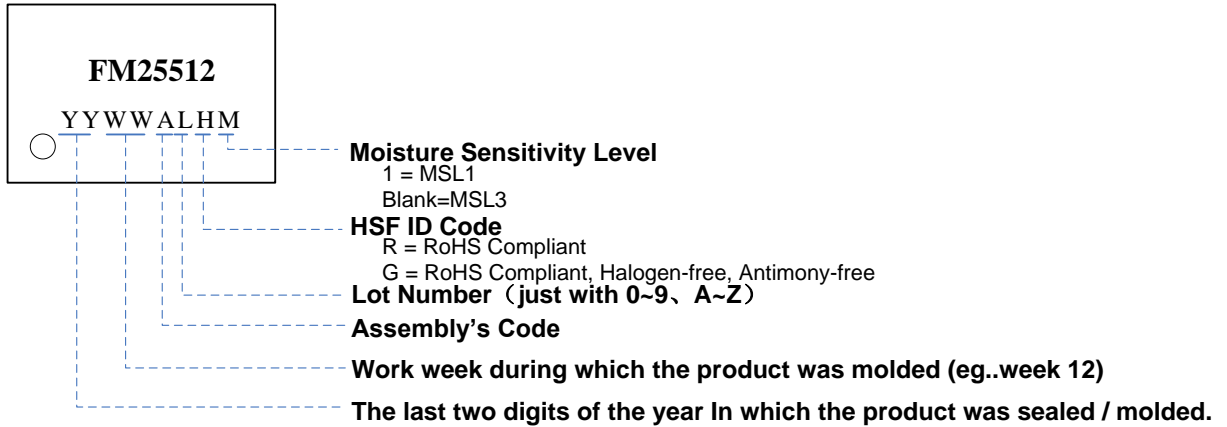 FM25512
YYWWALHM
Moisture Sensitivity Level
1 = MSL1
Blank=MSL3
HSF ID Code
R = RoHS Compliant
G = RoHS Compliant, Halogen-free, Antimony-free
Lot Number（just with 0~9、A~Z）
Assembly's Code
Work week during which the product was molded (eg..week 12)
The last two digits of the year In which the product was sealed / molded.